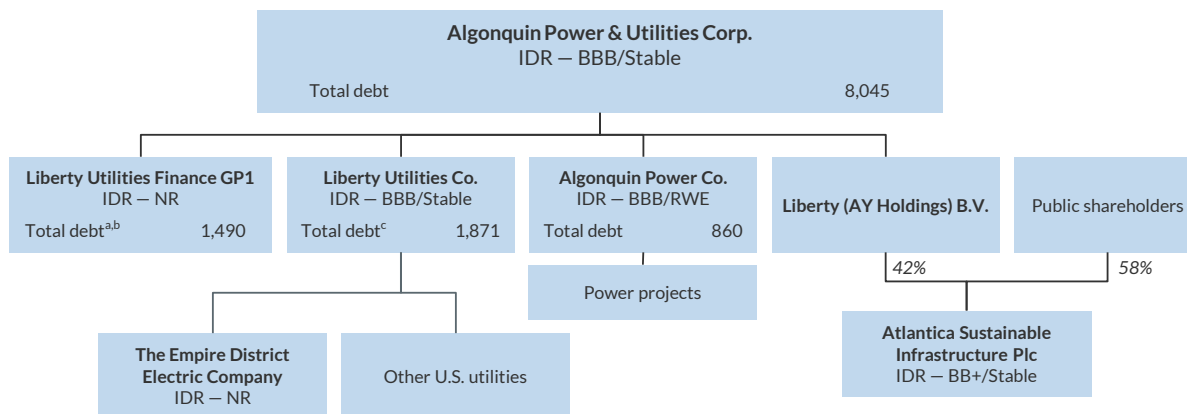 Algonquin Power & Utilities Corp.
IDR — BBB/Stable
Total debt 8,045
Liberty Utilities Finance GP1
IDR — NR
Total debt a,b 1,490
Liberty Utilities Co.
IDR — BBB/Stable
Total debt c 1,871
Algonquin Power Co.
IDR — BBB/RWE
Total debt 860
Liberty (AY Holdings) B.V.
Public shareholders
42%
58%
Power projects
The Empire District
Electric Company
IDR — NR
Other U.S. utilities
Atlantica Sustainable
Infrastructure Plc
IDR — BB+/Stable